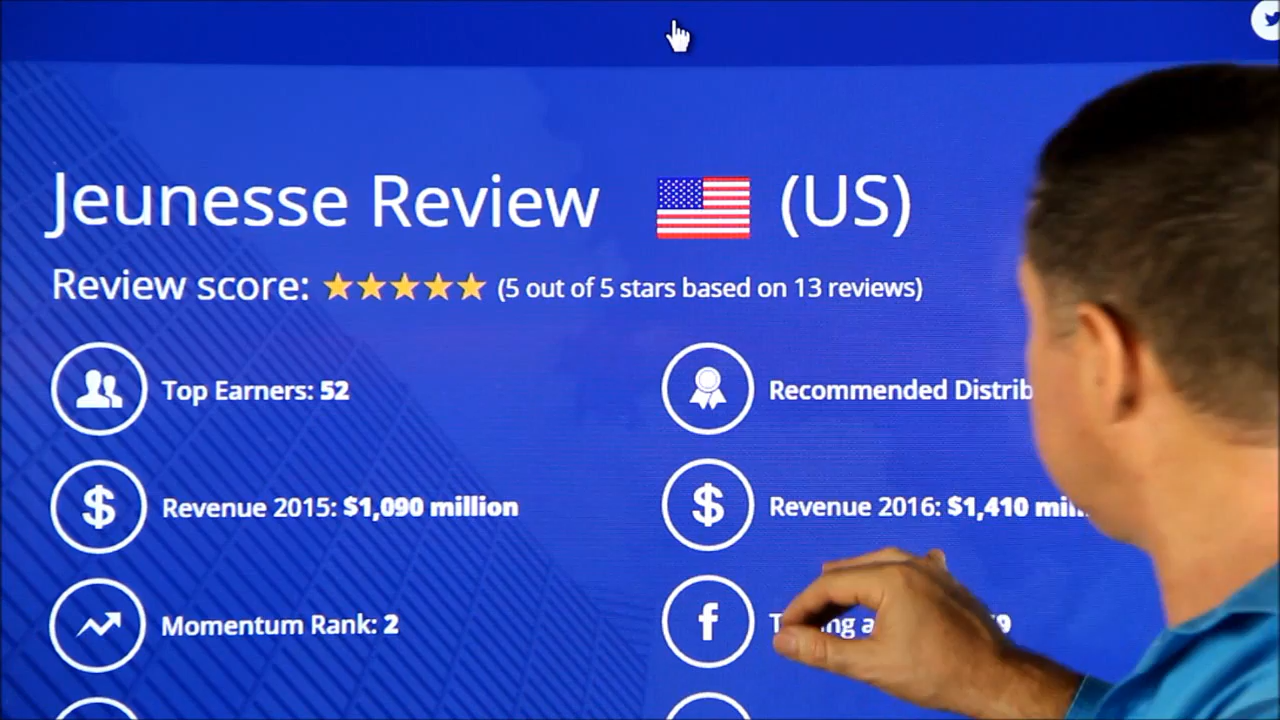 Jeunesse Review (US)
Review score: ★★★★★ (5 out of 5 stars based on 13 reviews)
Top Earners: 52
Recommended Distrib
Revenue 2015: $1,090 million
Revenue 2016: $1,410 mil
Momentum Rank: 2